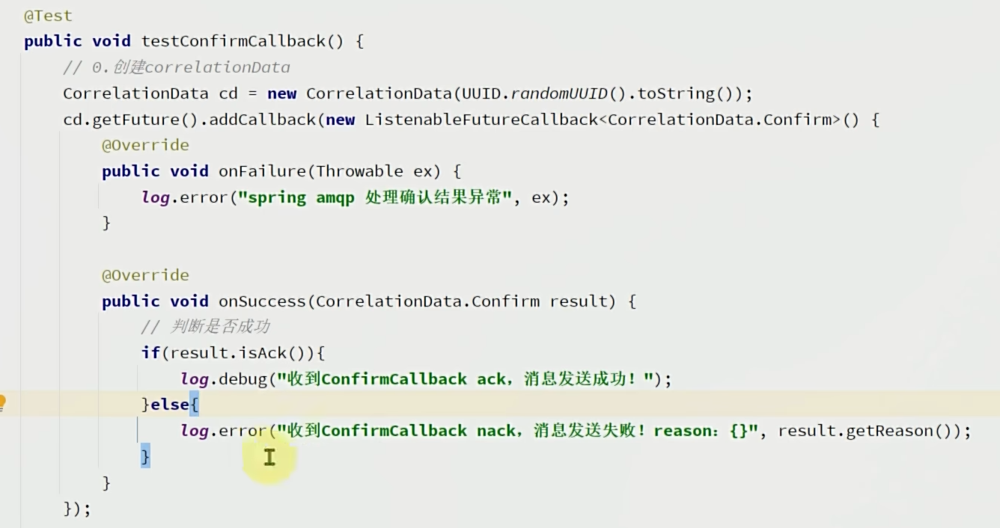 @Test
public void testConfirmCallback() {
// 0.创建correlationData
CorrelationData cd = new CorrelationData(UUID.randomUUID().toString());
cd.getFuture().addCallback(new ListenableFutureCallback<CorrelationData.Confirm>() {
@Override
public void onFailure(Throwable ex) {
log.error("spring amqp 处理确认结果异常", ex);
}
@Override
public void onSuccess(CorrelationData.Confirm result) {
// 判断是否成功
if(result.isAck()){
log.debug("收到ConfirmCallback ack，消息发送成功！");
}else{
log.error("收到ConfirmCallback nack，消息发送失败！reason：{}", result.getReason());
}
}
});